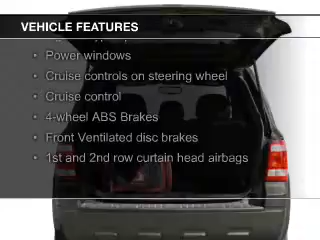 VEHICLE FEATURES
• Power windows
• Cruise controls on steering wheel
• Cruise control
• 4-wheel ABS Brakes
• Front Ventilated disc brakes
• 1st and 2nd row curtain head airbags